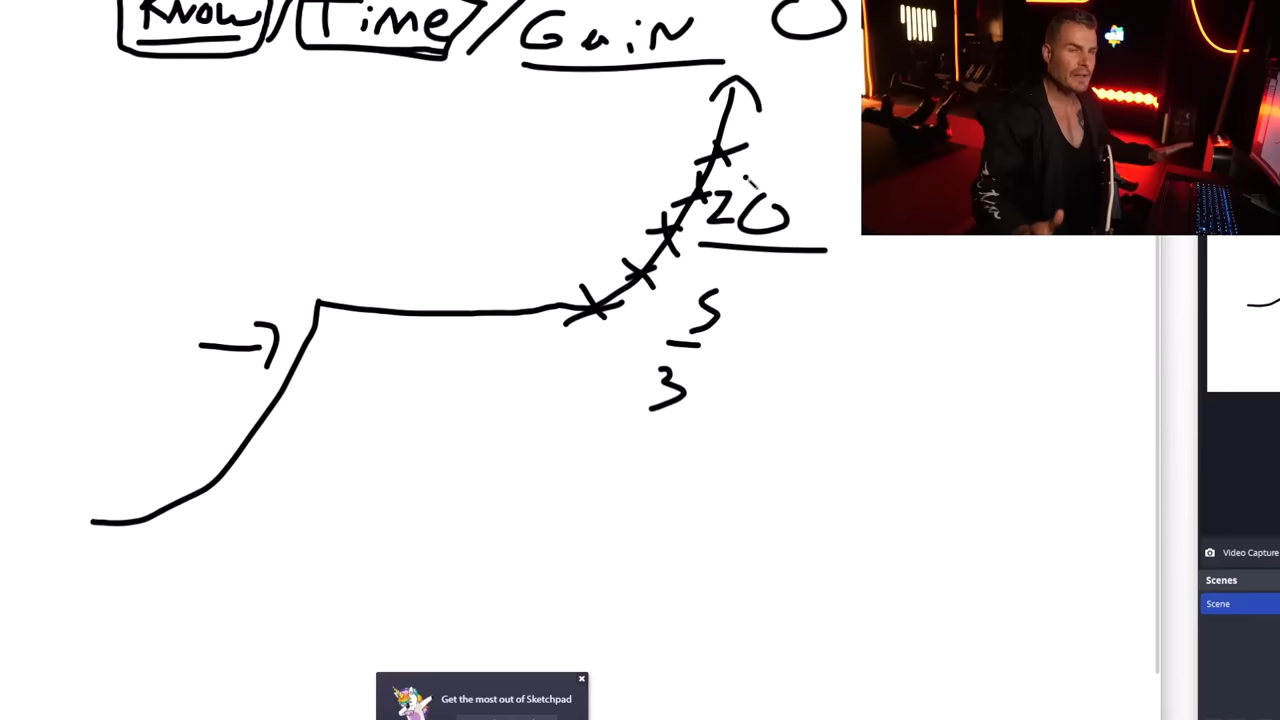 Know / Time / Gain
20
5
3
Video Capture
Scenes
Scene
Get the most out of Sketchpad